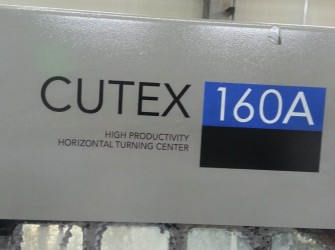 CUTEX 160A
HIGH PRODUCTIVITY
HORIZONTAL TURNING CENTER